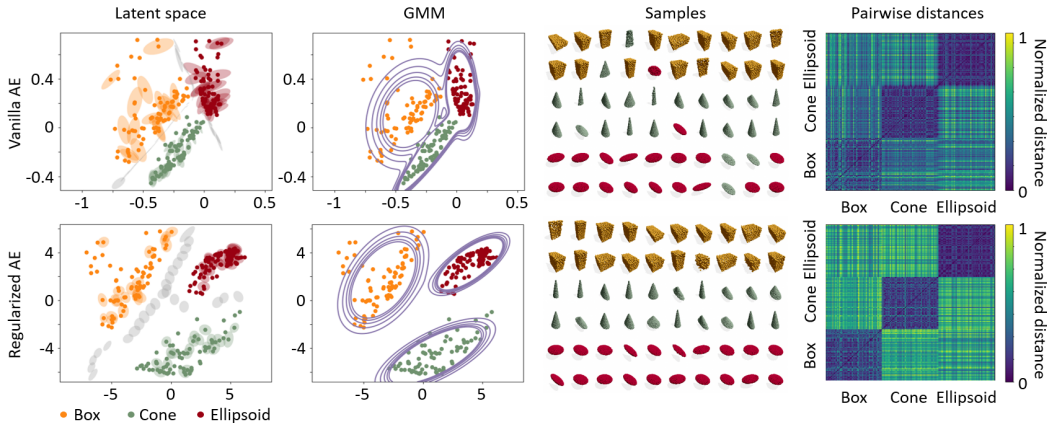 Latent space GMM Samples Pairwise distances
Vanilla AE
0.4
0
-0.4
-1 -0.5 0 0.5
0.4
0
-0.4
-1 -0.5 0 0.5
Box Cone Ellipsoid
Box Cone Ellipsoid
1
0
Normalized distance
Regularized AE
4
0
-4
-5 0 5
4
0
-4
-5 0 5
Box Cone Ellipsoid
Box Cone Ellipsoid
1
0
Normalized distance
Box Cone Ellipsoid